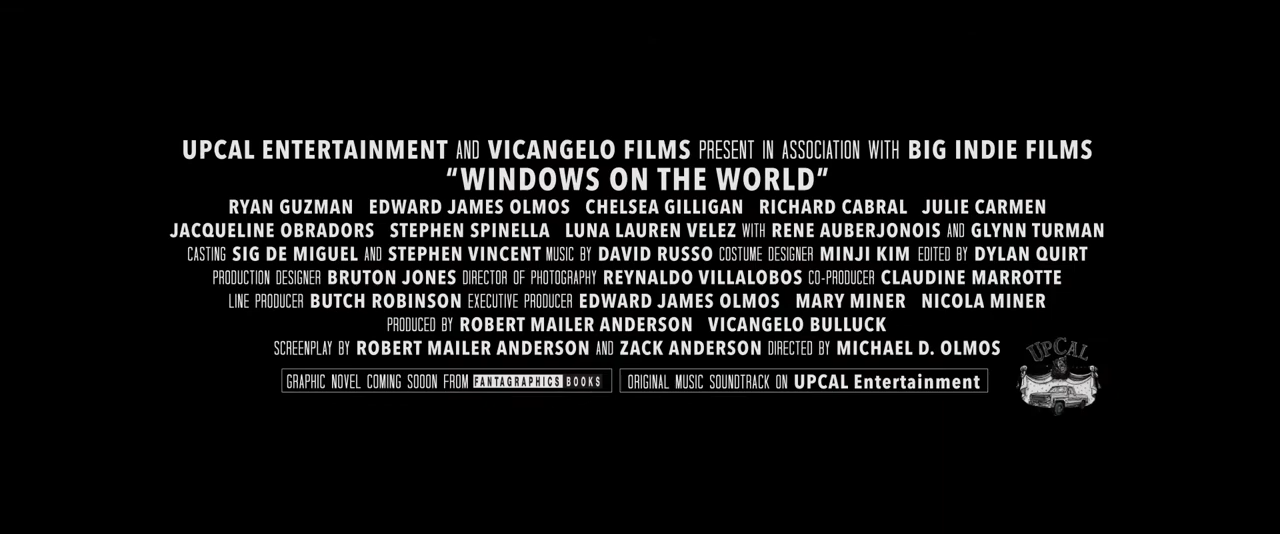 UPCAL ENTERTAINMENT AND VICANGELO FILMS PRESENT IN ASSOCIATION WITH BIG INDIE FILMS
“WINDOWS ON THE WORLD”
RYAN GUZMAN EDWARD JAMES OLMOS CHELSEA GILLIGAN RICHARD CABRAL JULIE CARMEN
JACQUELINE OBRADORS STEPHEN SPINELLA LUNA LAUREN VELEZ WITH RENE AUBERJONOIS AND GLYNN TURMAN
CASTING SIG DE MIGUEL AND STEPHEN VINCENT MUSIC BY DAVID RUSSO COSTUME DESIGNER MINJI KIM EDITED BY DYLAN QUIRT
PRODUCTION DESIGNER BRUTON JONES DIRECTOR OF PHOTOGRAPHY REYNALDO VILLALOBOS CO-PRODUCER CLAUDINE MARROTTE
LINE PRODUCER BUTCH ROBINSON EXECUTIVE PRODUCER EDWARD JAMES OLMOS MARY MINER NICOLA MINER
PRODUCED BY ROBERT MAILER ANDERSON VICANGELO BULLUCK
SCREENPLAY BY ROBERT MAILER ANDERSON AND ZACK ANDERSON DIRECTED BY MICHAEL D. OLMOS
UPCAL
GRAPHIC NOVEL COMING SOOON FROM FANTAGRAPHICS BOOKS ORIGINAL MUSIC SOUNDTRACK ON UPCAL Entertainment